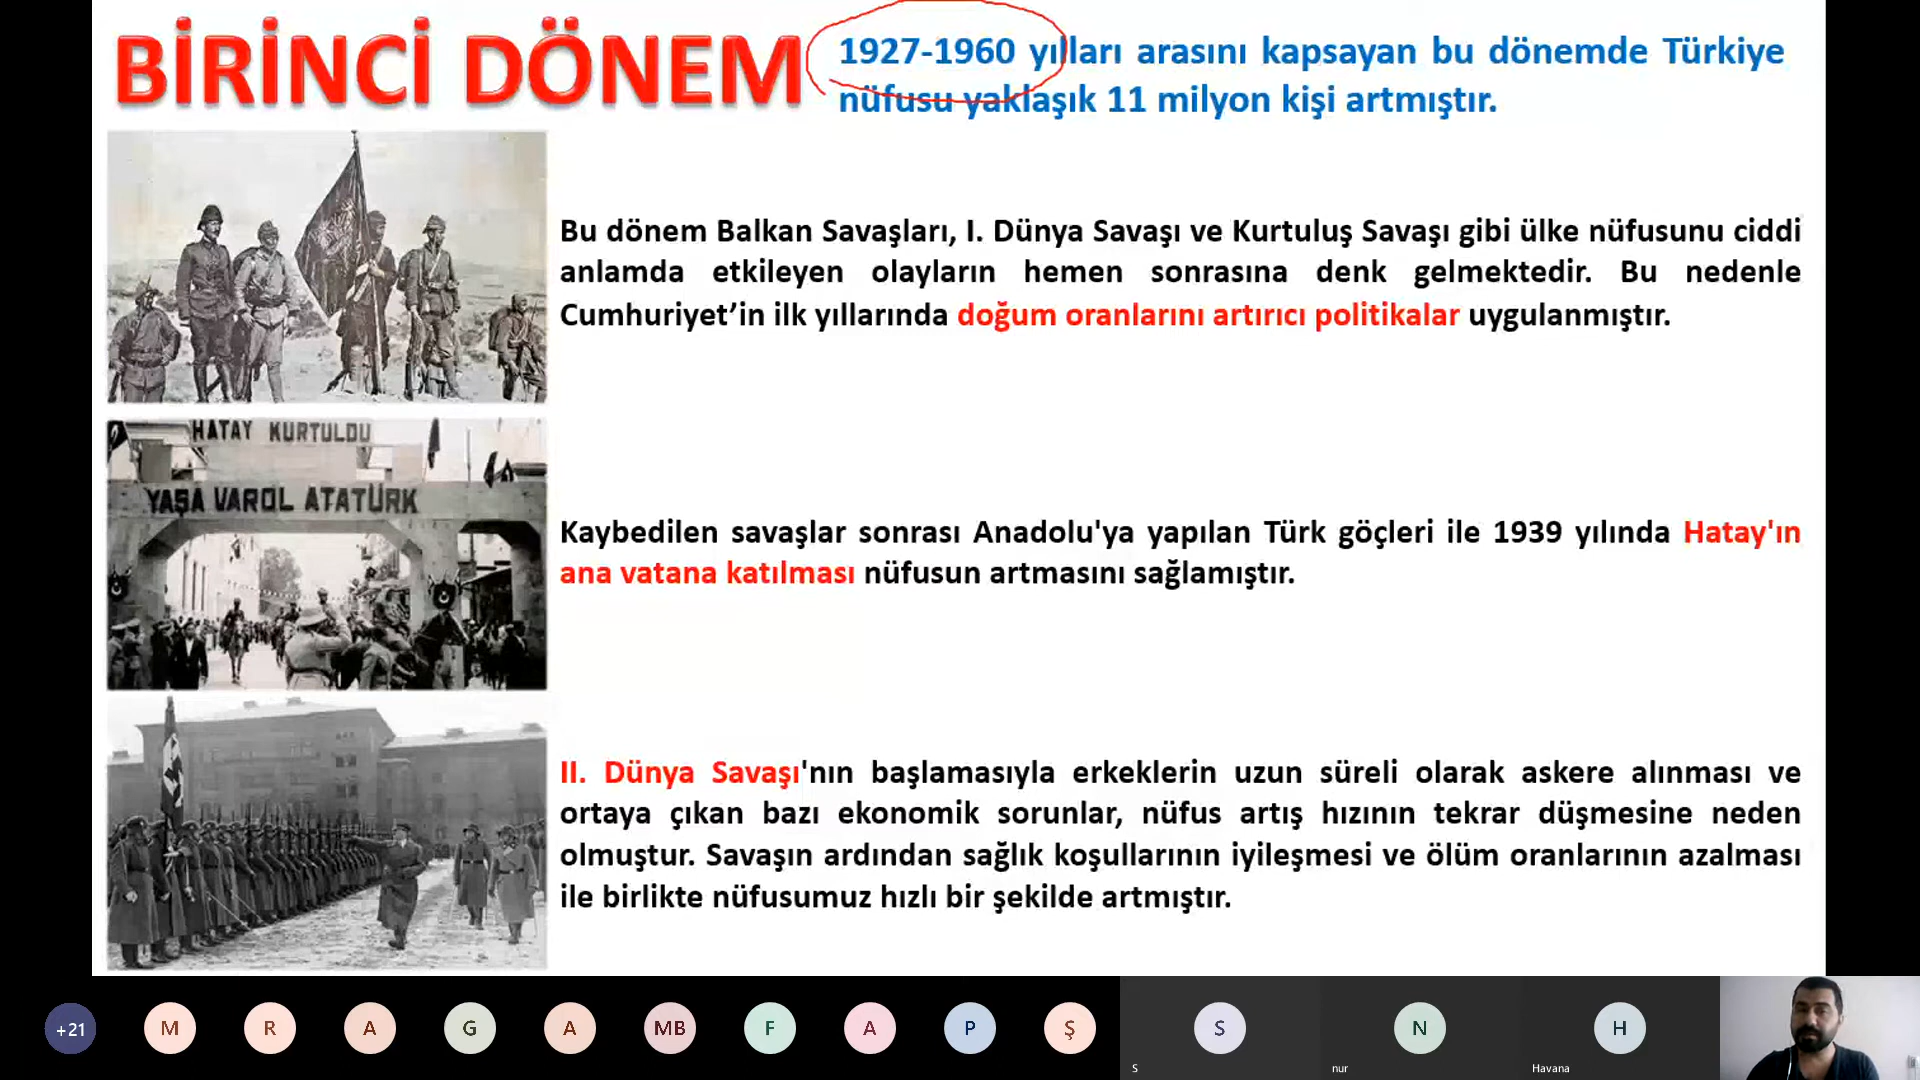 BİRİNCİ DÖNEM
1927-1960 yılları arasını kapsayan bu dönemde Türkiye
nüfusu yaklaşık 11 milyon kişi artmıştır.
Bu dönem Balkan Savaşları, I. Dünya Savaşı ve Kurtuluş Savaşı gibi ülke nüfusunu ciddi
anlamda etkileyen olayların hemen sonrasına denk gelmektedir. Bu nedenle
Cumhuriyet’in ilk yıllarında doğum oranlarını artırıcı politikalar uygulanmıştır.
HATAY KURTULDU
YAŞA VAROL ATATÜRK
Kaybedilen savaşlar sonrası Anadolu'ya yapılan Türk göçleri ile 1939 yılında Hatay'ın
ana vatana katılması nüfusun artmasını sağlamıştır.
II. Dünya Savaşı'nın başlamasıyla erkeklerin uzun süreli olarak askere alınması ve
ortaya çıkan bazı ekonomik sorunlar, nüfus artış hızının tekrar düşmesine neden
olmuştur. Savaşın ardından sağlık koşullarının iyileşmesi ve ölüm oranlarının azalması
ile birlikte nüfusumuz hızlı bir şekilde artmıştır.
+21 M R A G A MB F A P Ş S N H
S nur Havana